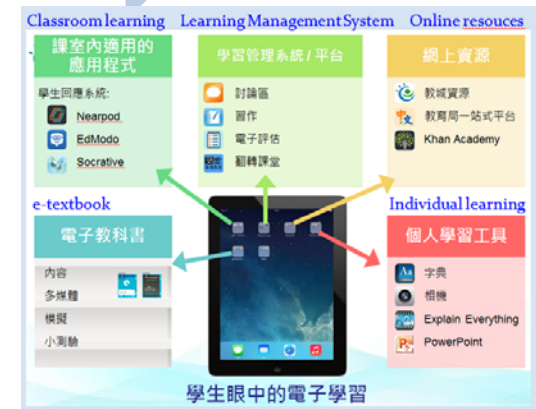 Classroom learning
Learning Management System
Online resouces
課室內適用的
應用程式
學生回應系統:
Nearpod
EdModo
Socrative
學習管理系統/平台
討論區
習作
電子評估
翻轉課堂
網上資源
教城資源
教育局一站式平台
Khan Academy
e-textbook
電子教科書
內容
多媒體
模擬
小測驗
Individual learning
個人學習工具
字典
相機
Explain Everything
PowerPoint
學生眼中的電子學習